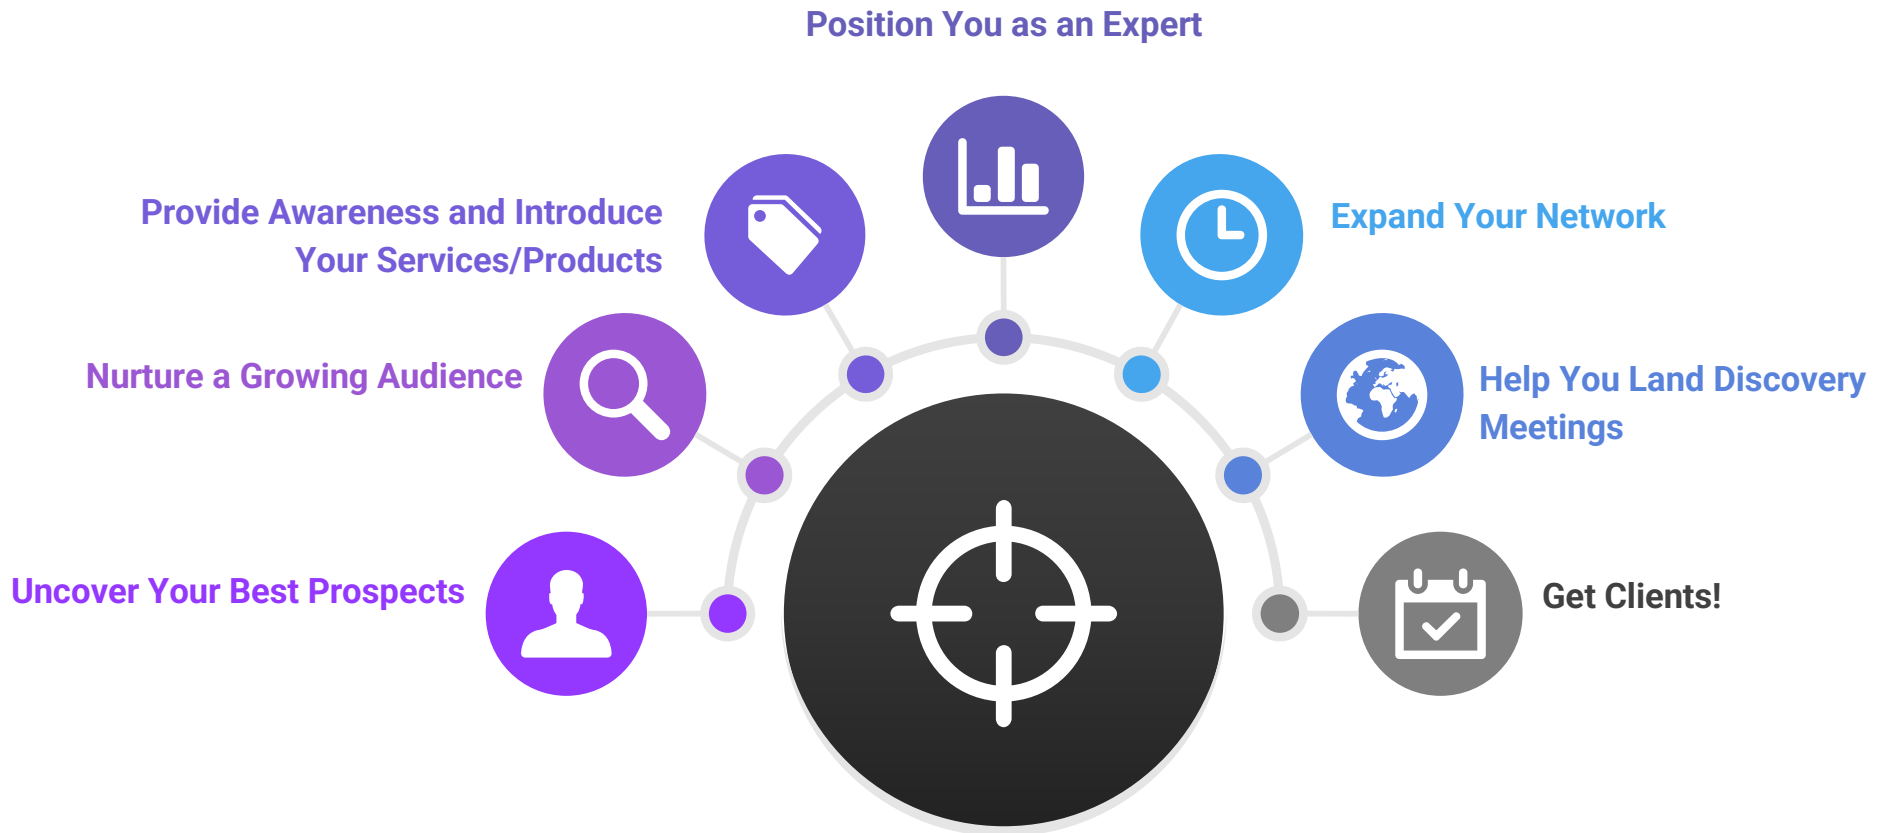 Position You as an Expert
Provide Awareness and Introduce
Your Services/Products
Expand Your Network
Nurture a Growing Audience
Help You Land Discovery
Meetings
Uncover Your Best Prospects
Get Clients!